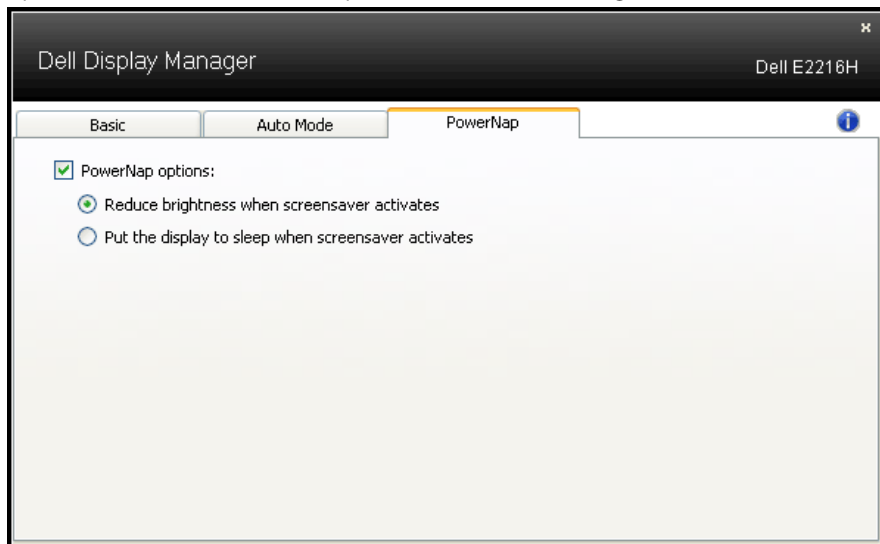 x
Dell Display Manager
Dell E2216H
Basic
Auto Mode
PowerNap
i
PowerNap options:
Reduce brightness when screensaver activates
Put the display to sleep when screensaver activates